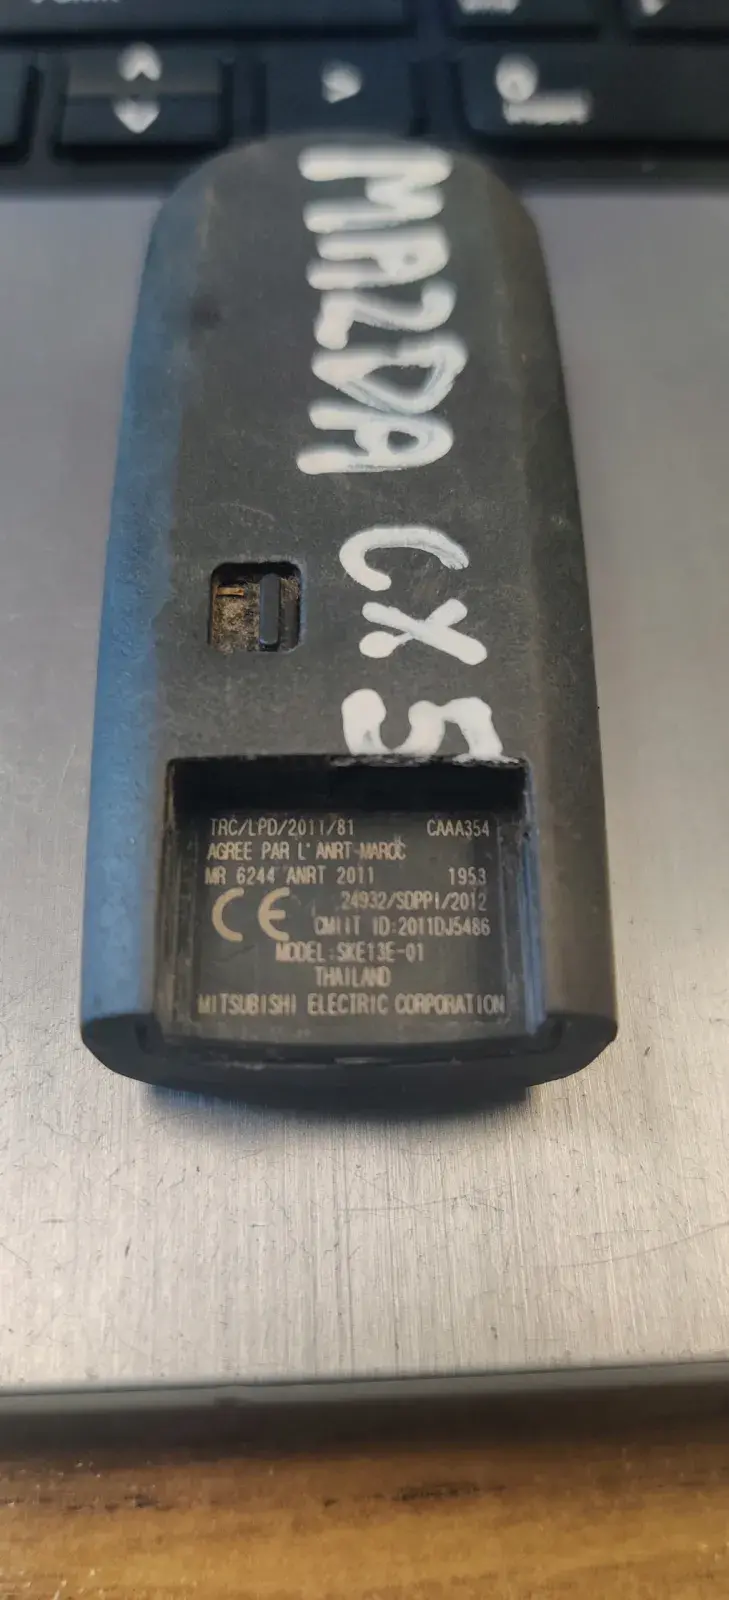 MAZDA CX 5
TRC/LPD/2011/81 CAAA354
AGREE PAR L'ANRT-MAROC
MR 6244 ANRT 2011 1953
CE 24932/SDPPI/2012
CMIIT ID:2011DJ5486
MODEL:SKE13E-01
THAILAND
MITSUBISHI ELECTRIC CORPORATION